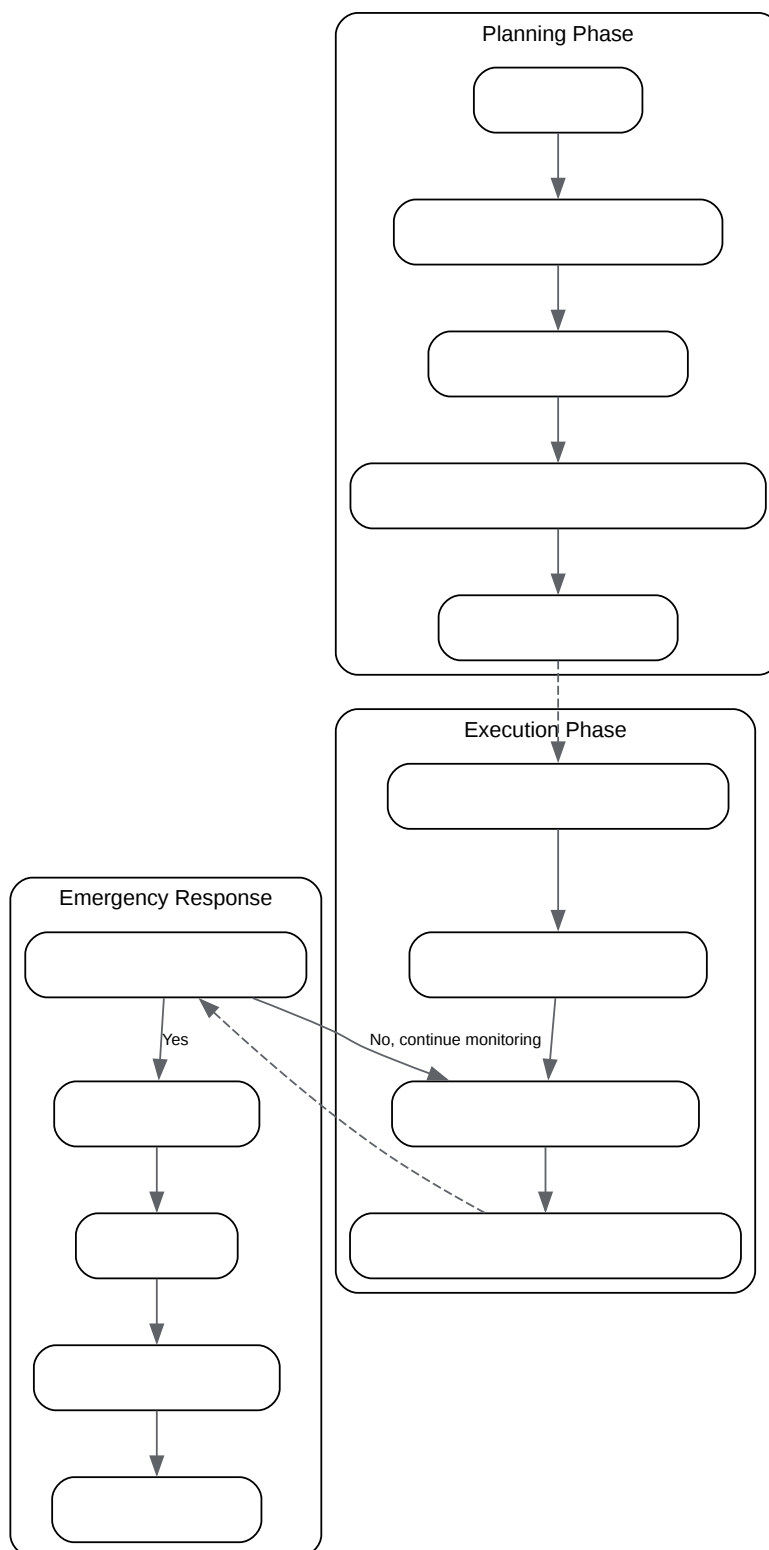 Planning Phase
Execution Phase
Emergency Response
Yes
No, continue monitoring